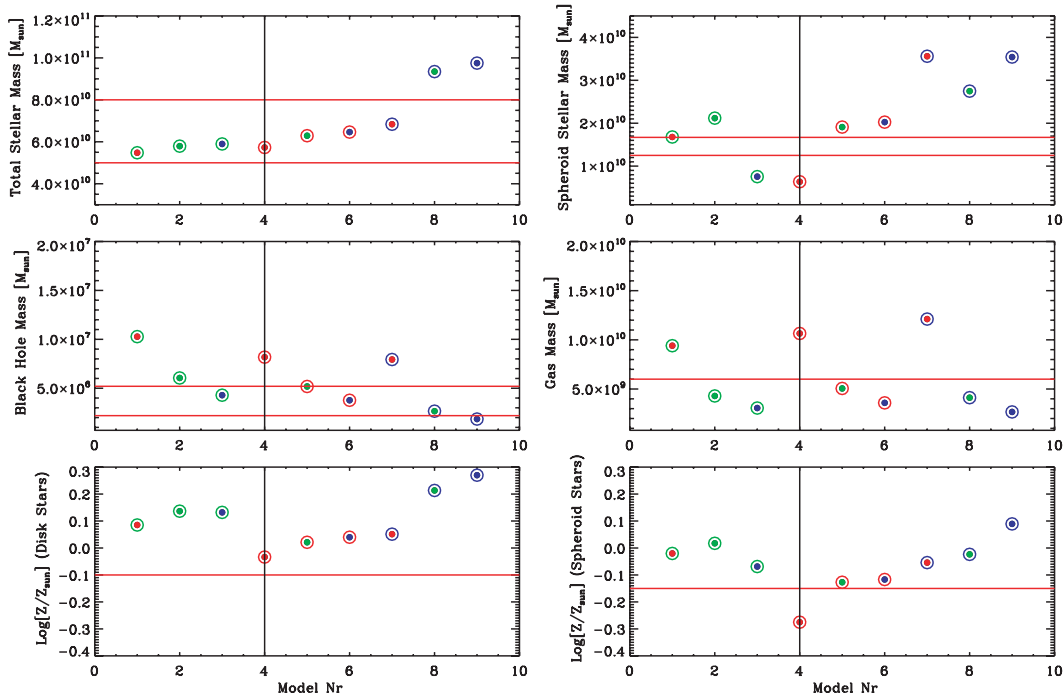 Total Stellar Mass [Msun]
1.2×10^11
1.0×10^11
8.0×10^10
6.0×10^10
4.0×10^10
0 2 4 6 8 10
Spheroid Stellar Mass [Msun]
4×10^10
3×10^10
2×10^10
1×10^10
0 2 4 6 8 10
Black Hole Mass [Msun]
2.0×10^7
1.5×10^7
1.0×10^7
5.0×10^6
0 2 4 6 8 10
Gas Mass [Msun]
2.0×10^10
1.5×10^10
1.0×10^10
5.0×10^9
0 2 4 6 8 10
Log[Z/Zsun] (Disk Stars)
0.3
0.2
0.1
0.0
-0.1
-0.2
-0.3
-0.4
0 2 4 6 8 10
Model Nr
Log[Z/Zsun] (Spheroid Stars)
0.3
0.2
0.1
0.0
-0.1
-0.2
-0.3
-0.4
0 2 4 6 8 10
Model Nr